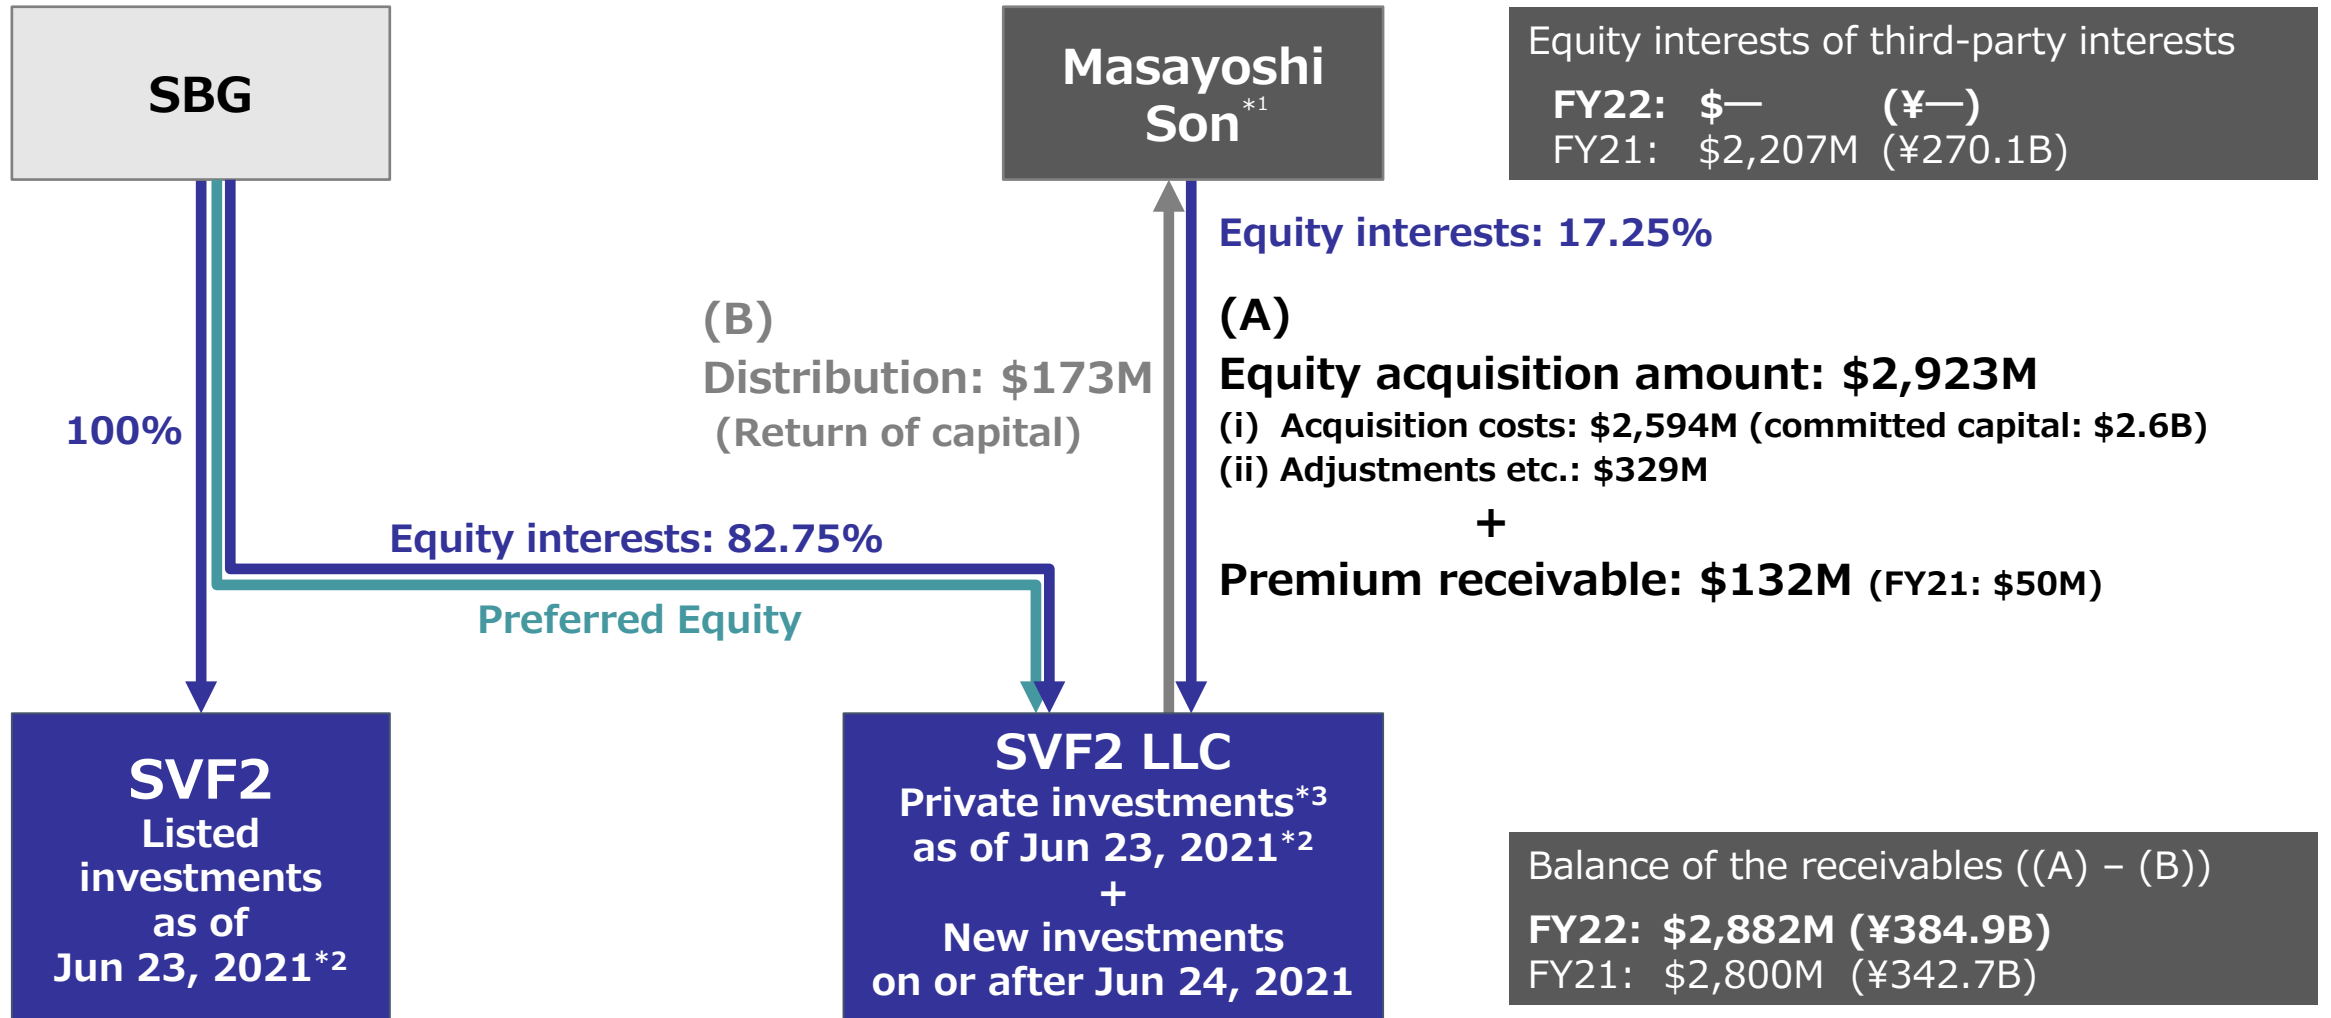 SBG
Masayoshi
Son*1
Equity interests of third-party interests
FY22: $— (¥—)
FY21: $2,207M (¥270.1B)
Equity interests: 17.25%
(B)
Distribution: $173M
(Return of capital)
(A)
Equity acquisition amount: $2,923M
(i) Acquisition costs: $2,594M (committed capital: $2.6B)
(ii) Adjustments etc.: $329M
+
Premium receivable: $132M (FY21: $50M)
100%
Equity interests: 82.75%
Preferred Equity
SVF2
Listed
investments
as of
Jun 23, 2021*2
SVF2 LLC
Private investments*3
as of Jun 23, 2021*2
+
New investments
on or after Jun 24, 2021
Balance of the receivables ((A) – (B))
FY22: $2,882M (¥384.9B)
FY21: $2,800M (¥342.7B)